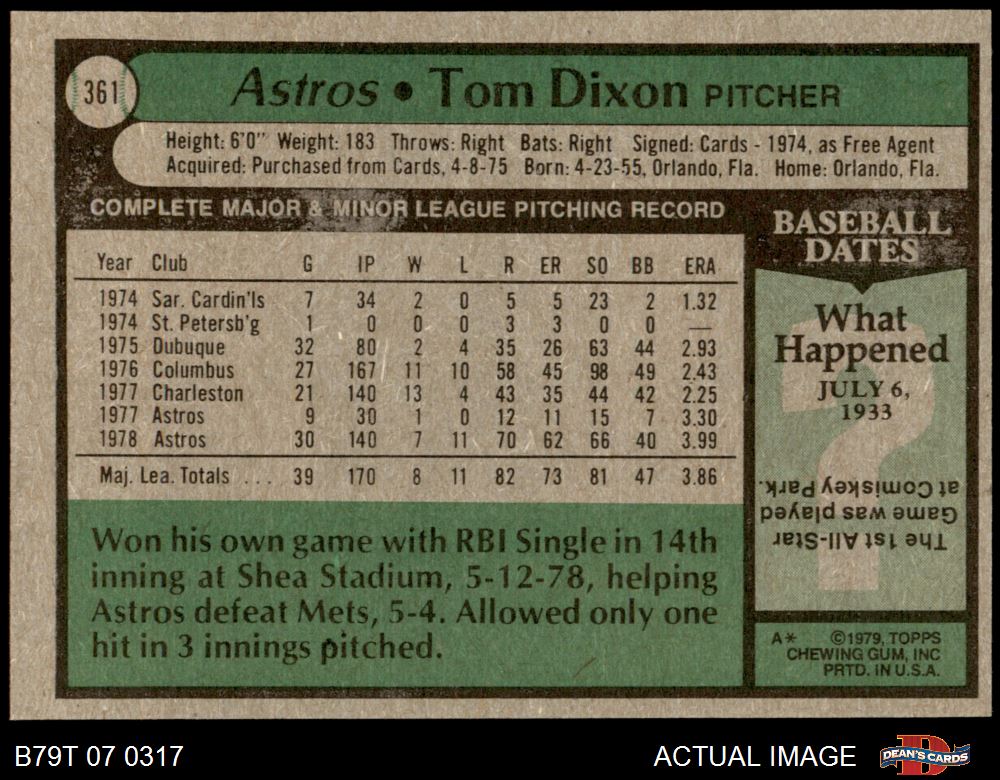 361
Astros • Tom Dixon PITCHER
Height: 6'0" Weight: 183 Throws: Right Bats: Right Signed: Cards - 1974, as Free Agent
Acquired: Purchased from Cards, 4-8-75 Born: 4-23-55, Orlando, Fla. Home: Orlando, Fla.
COMPLETE MAJOR & MINOR LEAGUE PITCHING RECORD
Year Club G IP W L R ER SO BB ERA
1974 Sar. Cardin'ls 7 34 2 0 5 5 23 2 1.32
1974 St. Petersb'g 1 0 0 0 3 3 0 0 —
1975 Dubuque 32 80 2 4 35 26 63 44 2.93
1976 Columbus 27 167 11 10 58 45 98 49 2.43
1977 Charleston 21 140 13 4 43 35 44 42 2.25
1977 Astros 9 30 1 0 12 11 15 7 3.30
1978 Astros 30 140 7 11 70 62 66 40 3.99
Maj. Lea. Totals ... 39 170 8 11 82 73 81 47 3.86
Won his own game with RBI Single in 14th
inning at Shea Stadium, 5-12-78, helping
Astros defeat Mets, 5-4. Allowed only one
hit in 3 innings pitched.
BASEBALL
DATES
What
Happened
JULY 6,
1933
?
The 1st All-Star
Game was played
at Comiskey Park.
A* ©1979, TOPPS
CHEWING GUM, INC
PRTD. IN U.S.A.
B79T 07 0317
ACTUAL IMAGE
D
DEAN'S CARDS